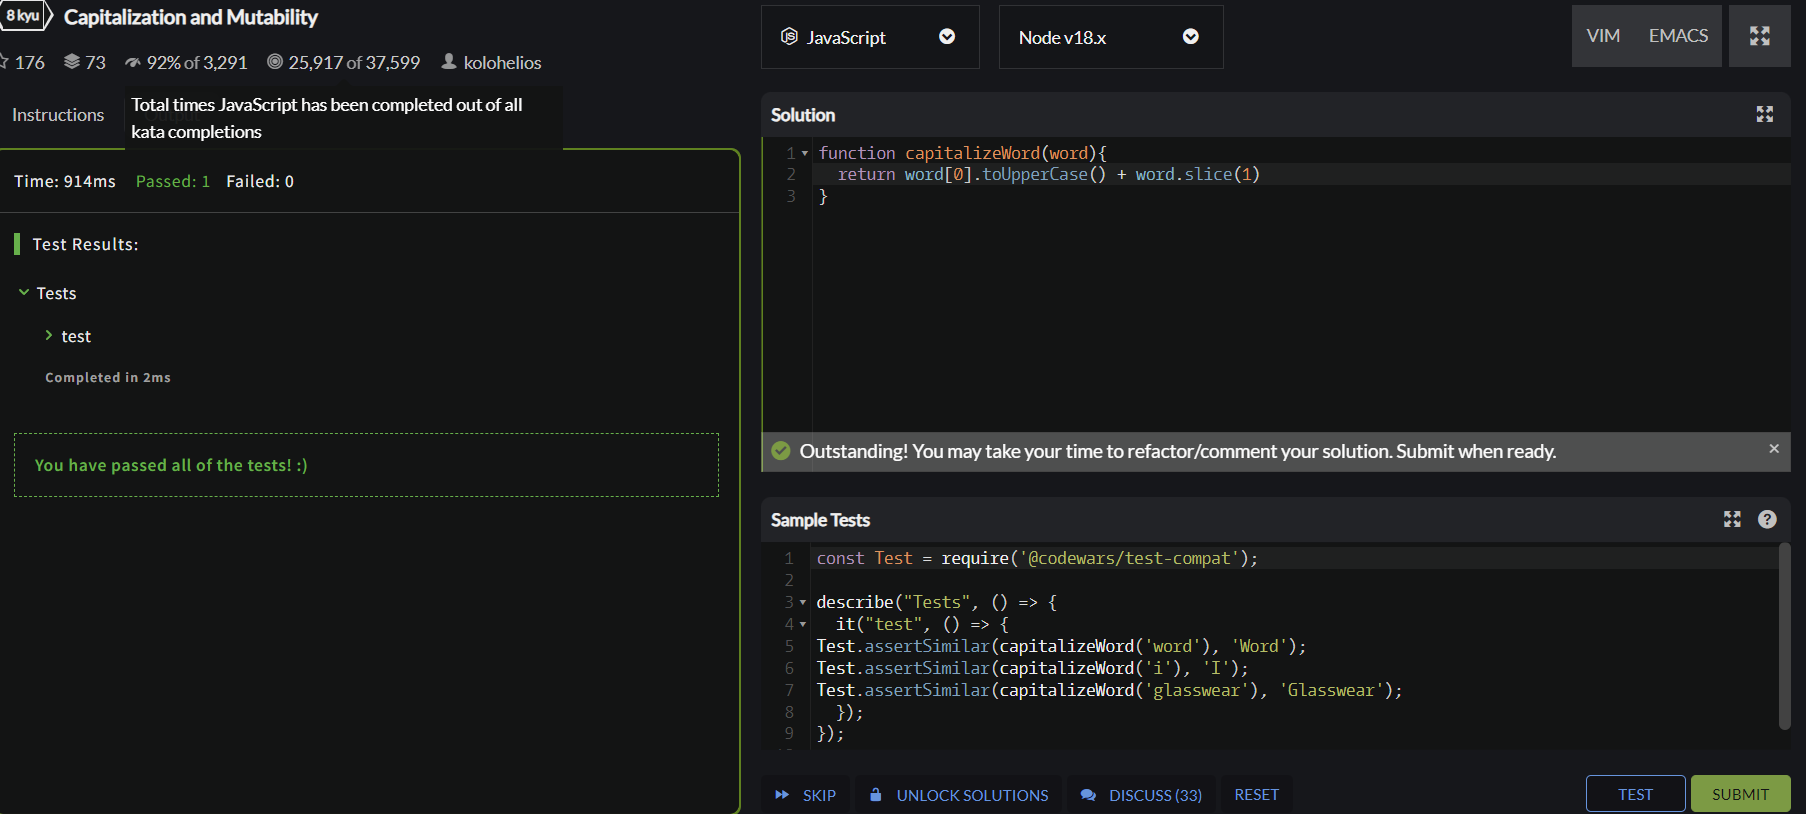 8 kyu Capitalization and Mutability
176 73 92% of 3,291 25,917 of 37,599 kolohelios
Instructions
Output
Total times JavaScript has been completed out of all
kata completions
Time: 914ms Passed: 1 Failed: 0
Test Results:
Tests
test
Completed in 2ms
You have passed all of the tests! :)
JavaScript
Node v18.x
VIM EMACS
Solution
1 function capitalizeWord(word){
2 return word[0].toUpperCase() + word.slice(1)
3 }
Outstanding! You may take your time to refactor/comment your solution. Submit when ready. ×
Sample Tests ?
1 const Test = require('@codewars/test-compat');
2
3 describe("Tests", () => {
4 it("test", () => {
5 Test.assertSimilar(capitalizeWord('word'), 'Word');
6 Test.assertSimilar(capitalizeWord('i'), 'I');
7 Test.assertSimilar(capitalizeWord('glasswear'), 'Glasswear');
8 });
9 });
SKIP UNLOCK SOLUTIONS DISCUSS (33) RESET TEST SUBMIT